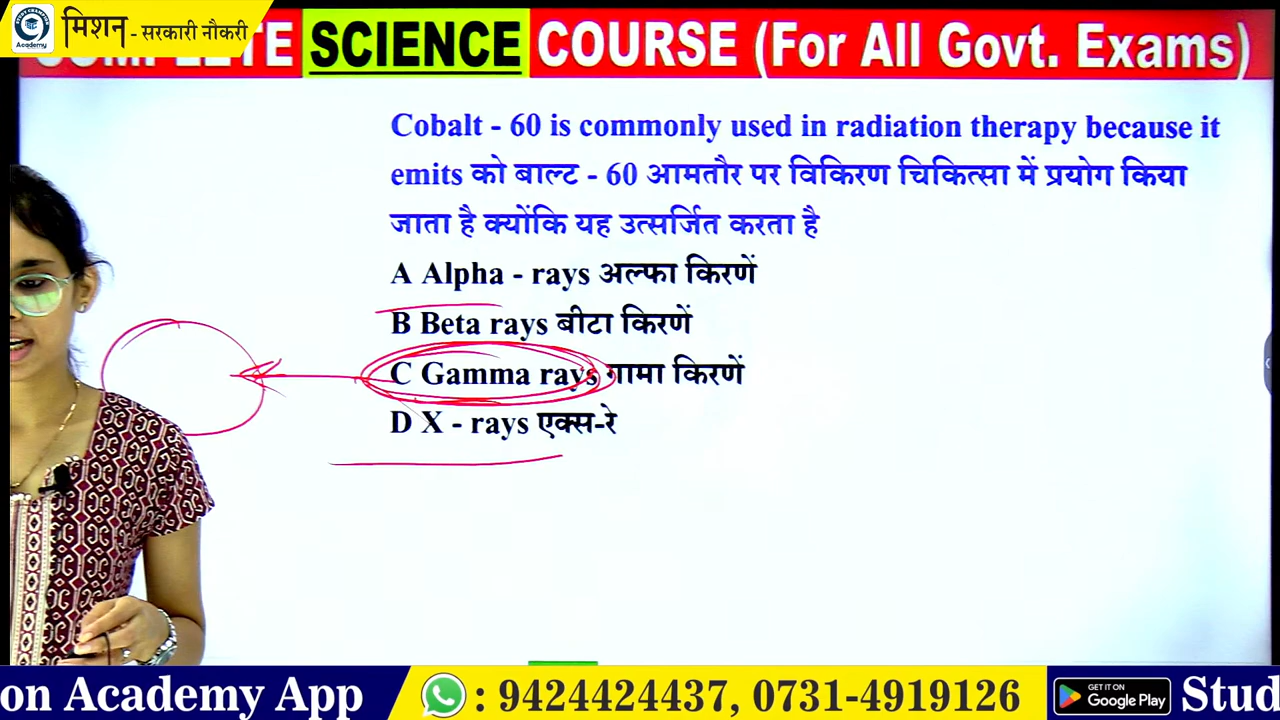 Academy
मिशन - सरकारी नौकरी
COMPLETE SCIENCE COURSE (For All Govt. Exams)
Cobalt - 60 is commonly used in radiation therapy because it
emits को बाल्ट - 60 आमतौर पर विकिरण चिकित्सा में प्रयोग किया
जाता है क्योंकि यह उत्सर्जित करता है
A Alpha - rays अल्फा किरणें
B Beta rays बीटा किरणें
C Gamma rays गामा किरणें
D X - rays एक्स-रे
on Academy App : 9424424437, 0731-4919126 GET IT ON Google Play Stud